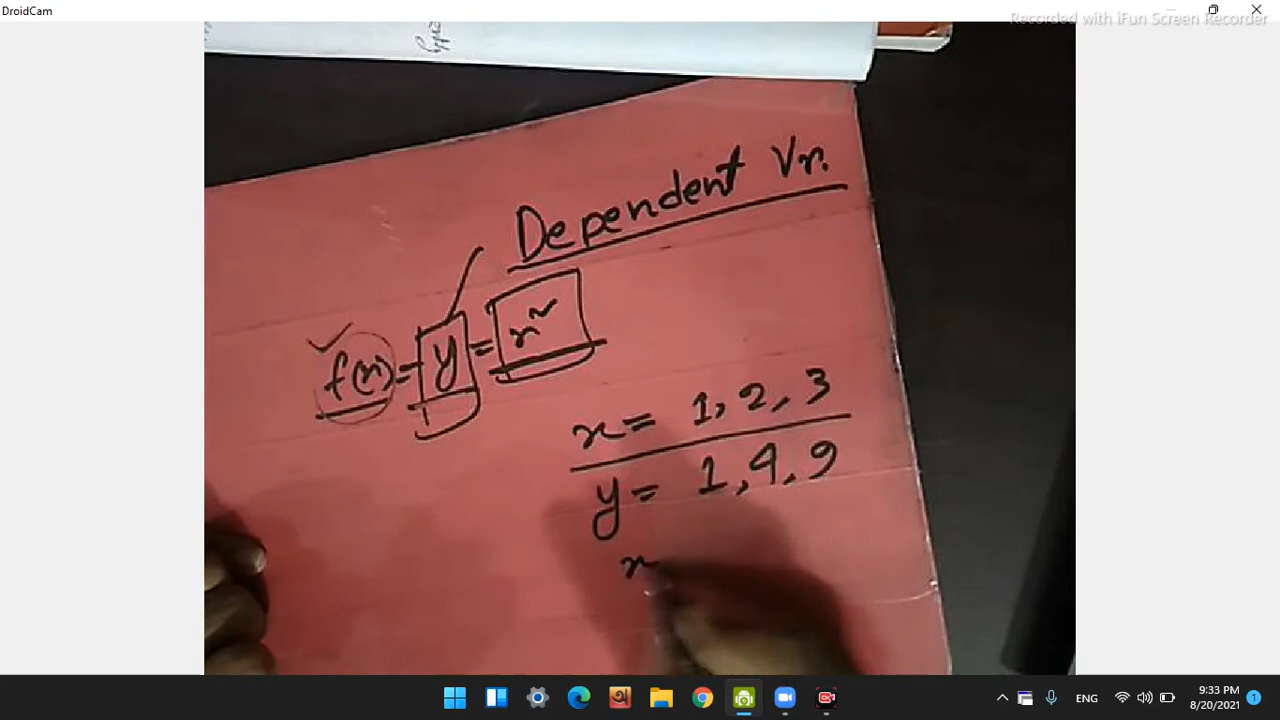 DroidCam
Recorded with iFun Screen Recorder
Dependent Vr.
f(x) = y = x²
x = 1, 2, 3
y = 1, 4, 9
x
ENG
9:33 PM
8/20/2021
1
অ